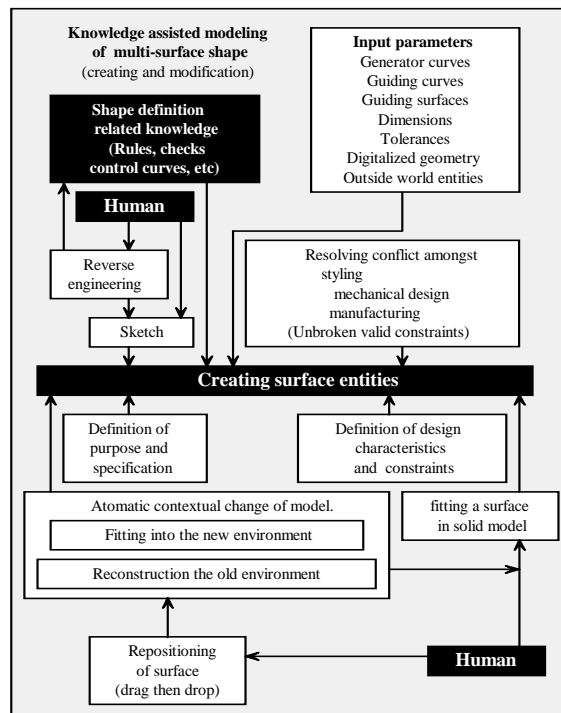 Knowledge assisted modeling
of multi-surface shape
(creating and modification)
Input parameters
Generator curves
Guiding curves
Guiding surfaces
Dimensions
Tolerances
Digitalized geometry
Outside world entities
Shape definition
related knowledge
(Rules, checks
control curves, etc)
Human
Reverse
engineering
Sketch
Resolving conflict amongst
styling
mechanical design
manufacturing
(Unbroken valid constraints)
Creating surface entities
Definition of
purpose and
specification
Definition of design
characteristics
and constraints
Atomatic contextual change of model.
Fitting into the new environment
Reconstruction the old environment
fitting a surface
in solid model
Repositioning
of surface
(drag then drop)
Human